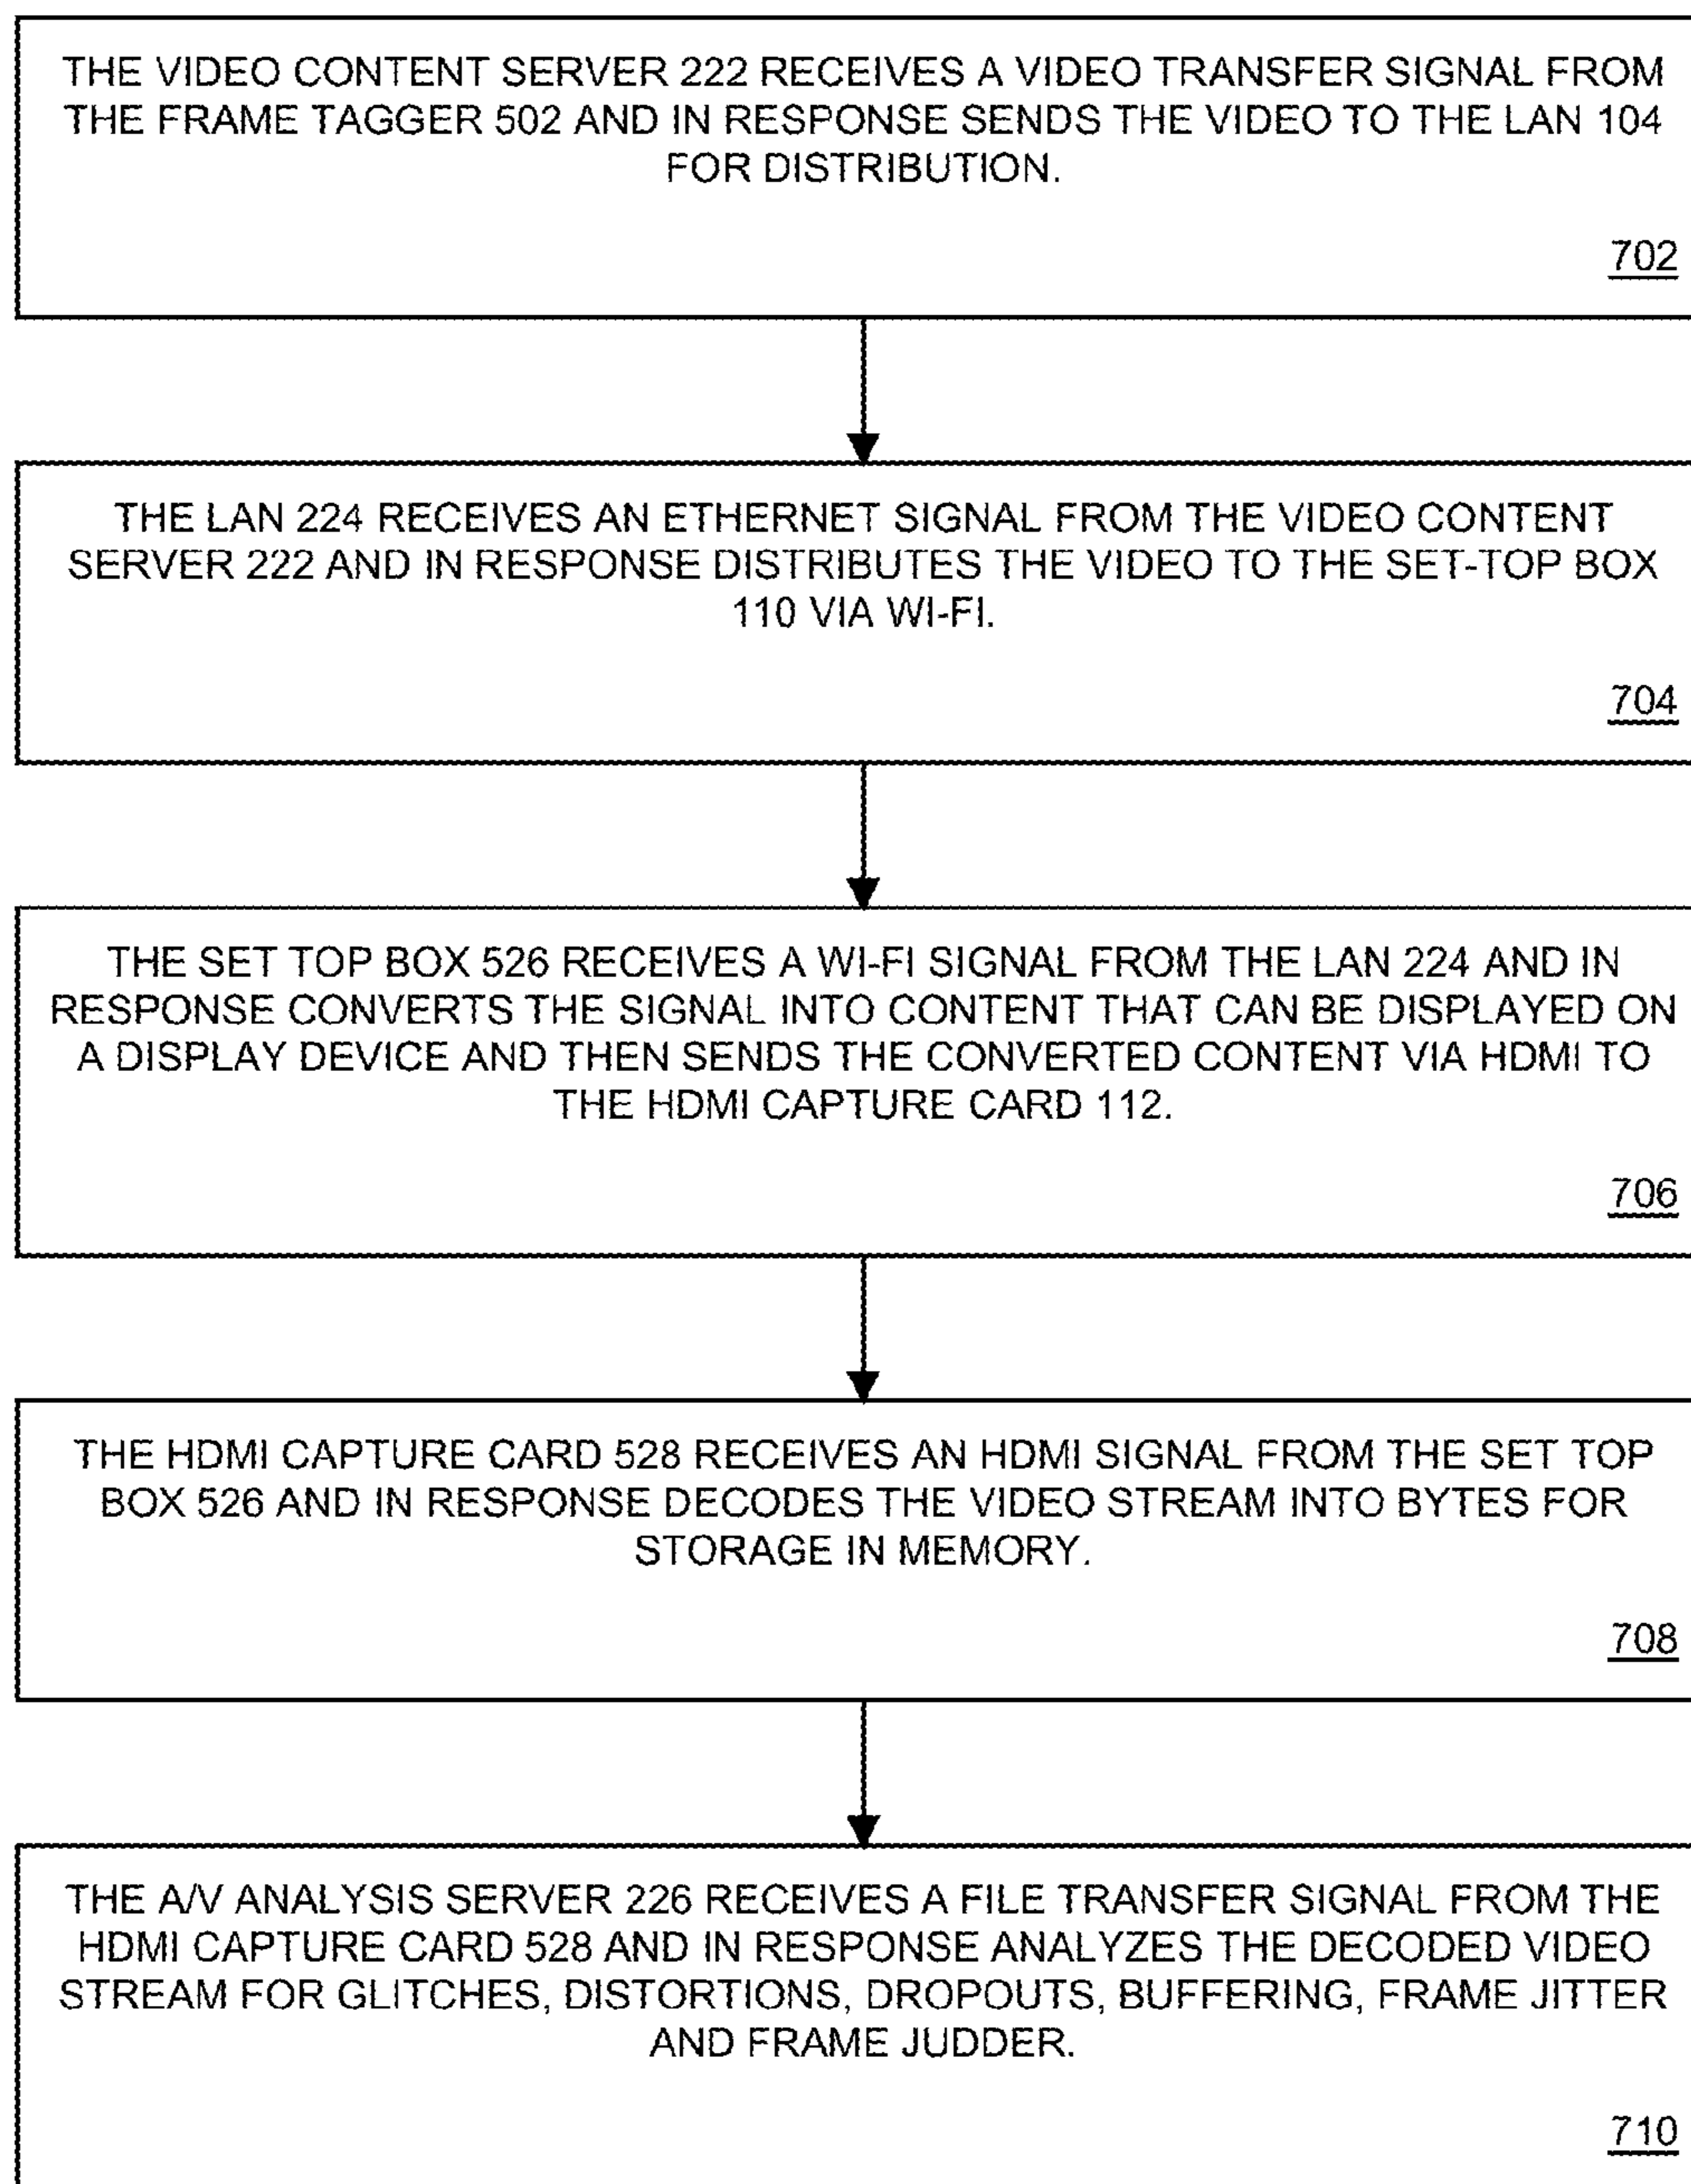 THE VIDEO CONTENT SERVER 222 RECEIVES A VIDEO TRANSFER SIGNAL FROM
THE FRAME TAGGER 502 AND IN RESPONSE SENDS THE VIDEO TO THE LAN 104
FOR DISTRIBUTION.
702
THE LAN 224 RECEIVES AN ETHERNET SIGNAL FROM THE VIDEO CONTENT
SERVER 222 AND IN RESPONSE DISTRIBUTES THE VIDEO TO THE SET-TOP BOX
110 VIA WI-FI.
704
THE SET TOP BOX 526 RECEIVES A WI-FI SIGNAL FROM THE LAN 224 AND IN
RESPONSE CONVERTS THE SIGNAL INTO CONTENT THAT CAN BE DISPLAYED ON
A DISPLAY DEVICE AND THEN SENDS THE CONVERTED CONTENT VIA HDMI TO
THE HDMI CAPTURE CARD 112.
706
THE HDMI CAPTURE CARD 528 RECEIVES AN HDMI SIGNAL FROM THE SET TOP
BOX 526 AND IN RESPONSE DECODES THE VIDEO STREAM INTO BYTES FOR
STORAGE IN MEMORY.
708
THE A/V ANALYSIS SERVER 226 RECEIVES A FILE TRANSFER SIGNAL FROM THE
HDMI CAPTURE CARD 528 AND IN RESPONSE ANALYZES THE DECODED VIDEO
STREAM FOR GLITCHES, DISTORTIONS, DROPOUTS, BUFFERING, FRAME JITTER
AND FRAME JUDDER.
710